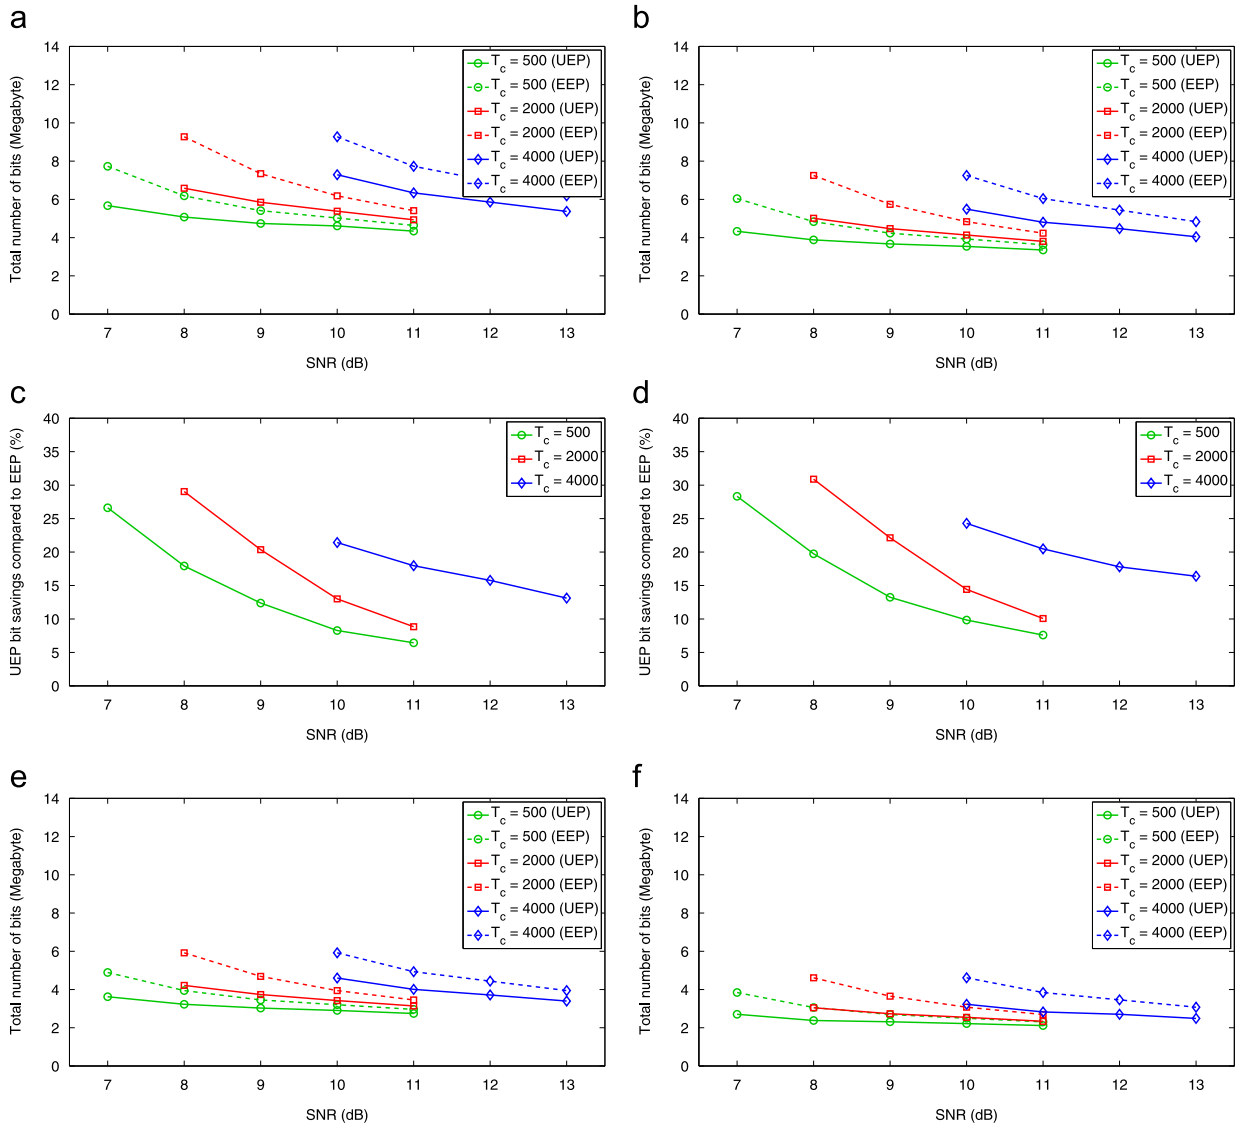 a
Total number of bits (Megabyte)
14
12
10
8
6
4
2
0
7 8 9 10 11 12 13
SNR (dB)
Tc = 500 (UEP)
Tc = 500 (EEP)
Tc = 2000 (UEP)
Tc = 2000 (EEP)
Tc = 4000 (UEP)
Tc = 4000 (EEP)
b
Total number of bits (Megabyte)
14
12
10
8
6
4
2
0
7 8 9 10 11 12 13
SNR (dB)
Tc = 500 (UEP)
Tc = 500 (EEP)
Tc = 2000 (UEP)
Tc = 2000 (EEP)
Tc = 4000 (UEP)
Tc = 4000 (EEP)
c
UEP bit savings compared to EEP (%)
40
35
30
25
20
15
10
5
0
7 8 9 10 11 12 13
SNR (dB)
Tc = 500
Tc = 2000
Tc = 4000
d
UEP bit savings compared to EEP (%)
40
35
30
25
20
15
10
5
0
7 8 9 10 11 12 13
SNR (dB)
Tc = 500
Tc = 2000
Tc = 4000
e
Total number of bits (Megabyte)
14
12
10
8
6
4
2
0
7 8 9 10 11 12 13
SNR (dB)
Tc = 500 (UEP)
Tc = 500 (EEP)
Tc = 2000 (UEP)
Tc = 2000 (EEP)
Tc = 4000 (UEP)
Tc = 4000 (EEP)
f
Total number of bits (Megabyte)
14
12
10
8
6
4
2
0
7 8 9 10 11 12 13
SNR (dB)
Tc = 500 (UEP)
Tc = 500 (EEP)
Tc = 2000 (UEP)
Tc = 2000 (EEP)
Tc = 4000 (UEP)
Tc = 4000 (EEP)